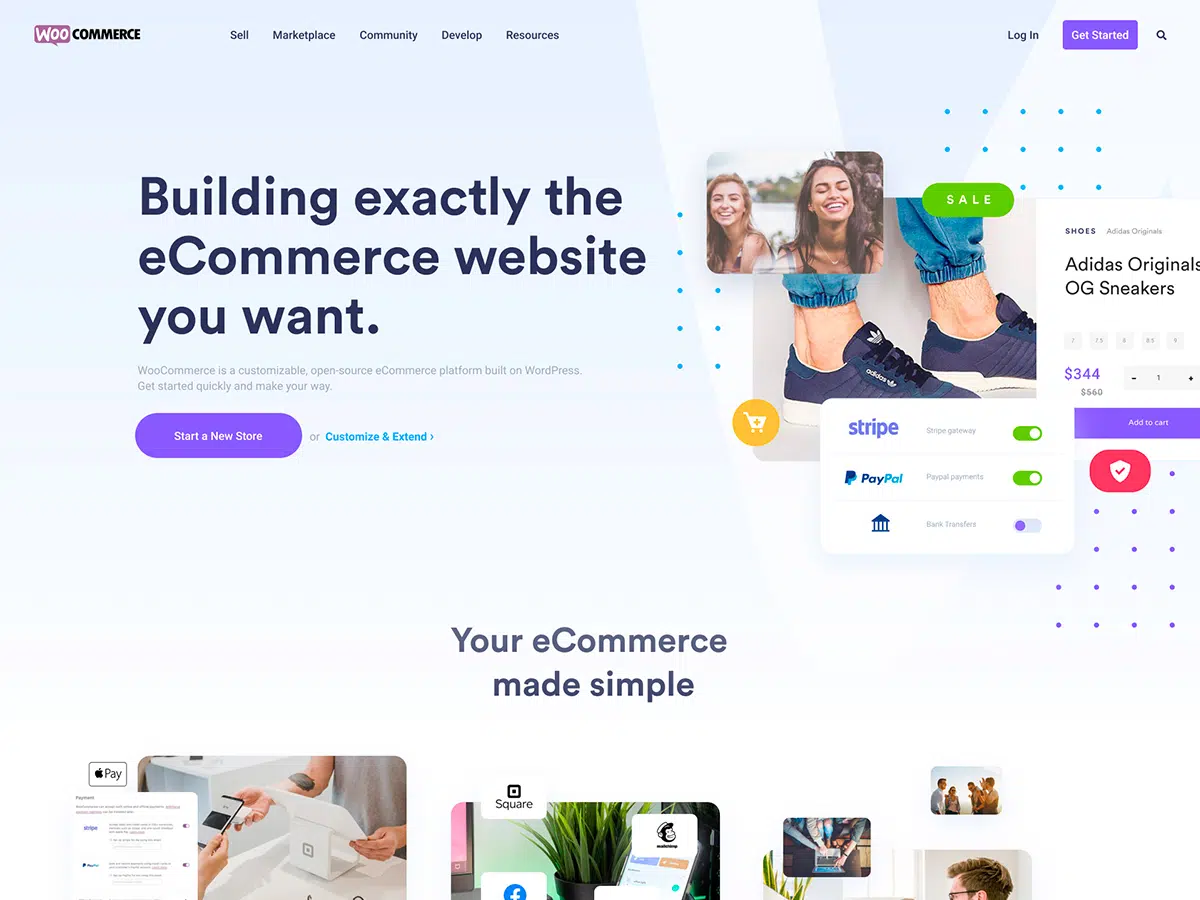 WOO COMMERCE
Sell
Marketplace
Community
Develop
Resources
Log In
Get Started
Building exactly the
eCommerce website
you want.
WooCommerce is a customizable, open-source eCommerce platform built on WordPress.
Get started quickly and make your way.
Start a New Store
or Customize & Extend ›
SALE
SHOES Adidas Originals
Adidas Originals
OG Sneakers
7 7.5 8 8.5 9
$344
$560
- 1 +
Add to cart
adidas
stripe Stripe gateway
PayPal Paypal payments
Bank Transfers
Your eCommerce
made simple
Pay
Payment
stripe
PayPal
Square
mailchimp